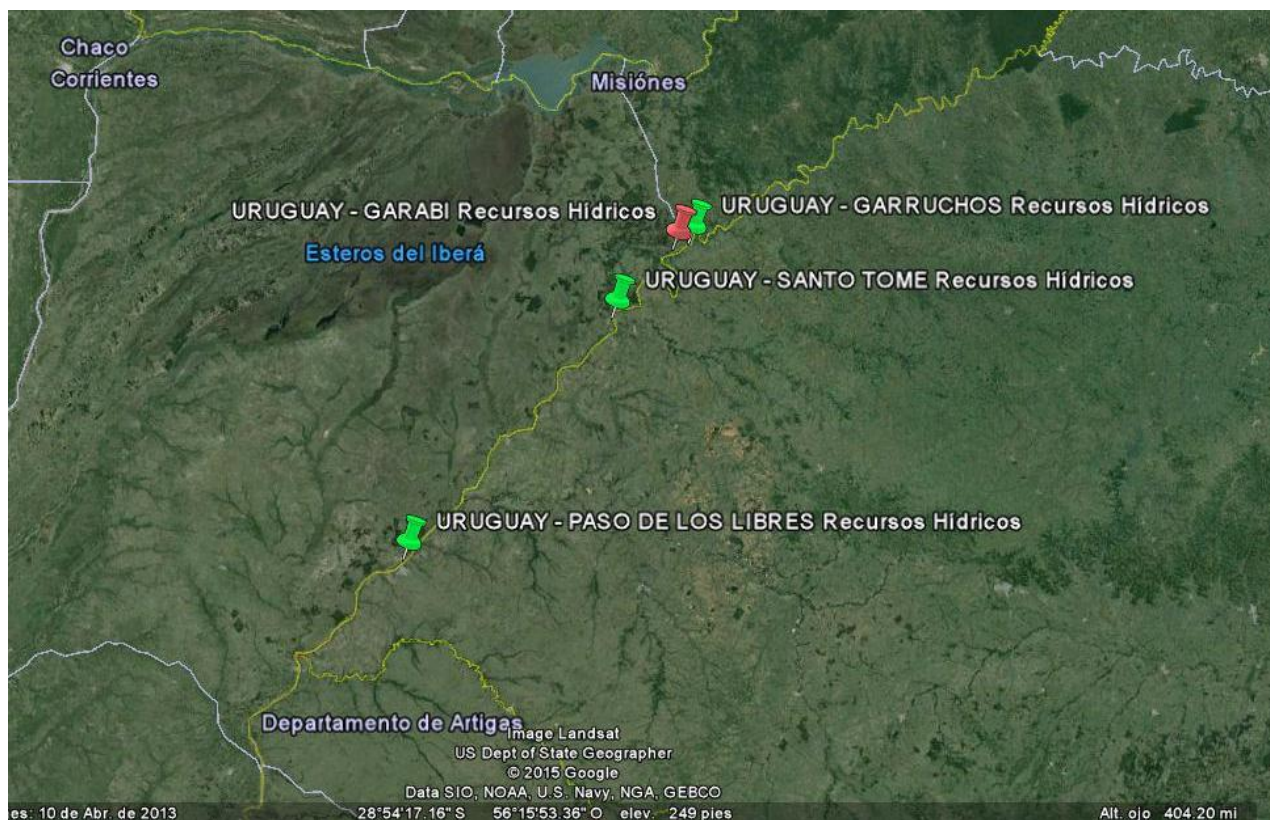 Chaco
Corrientes
Misiónes
URUGUAY - GARABI Recursos Hídricos
URUGUAY - GARRUCHOS Recursos Hídricos
Esteros del Iberá
URUGUAY - SANTO TOME Recursos Hídricos
URUGUAY - PASO DE LOS LIBRES Recursos Hídricos
Departamento de Artigas
Image Landsat
US Dept of State Geographer
© 2015 Google
Data SIO, NOAA, U.S. Navy, NGA, GEBCO
es: 10 de Abr. de 2013 28°54'17.16" S 56°15'53.36" O elev. 249 pies Alt. ojo 404.20 mi